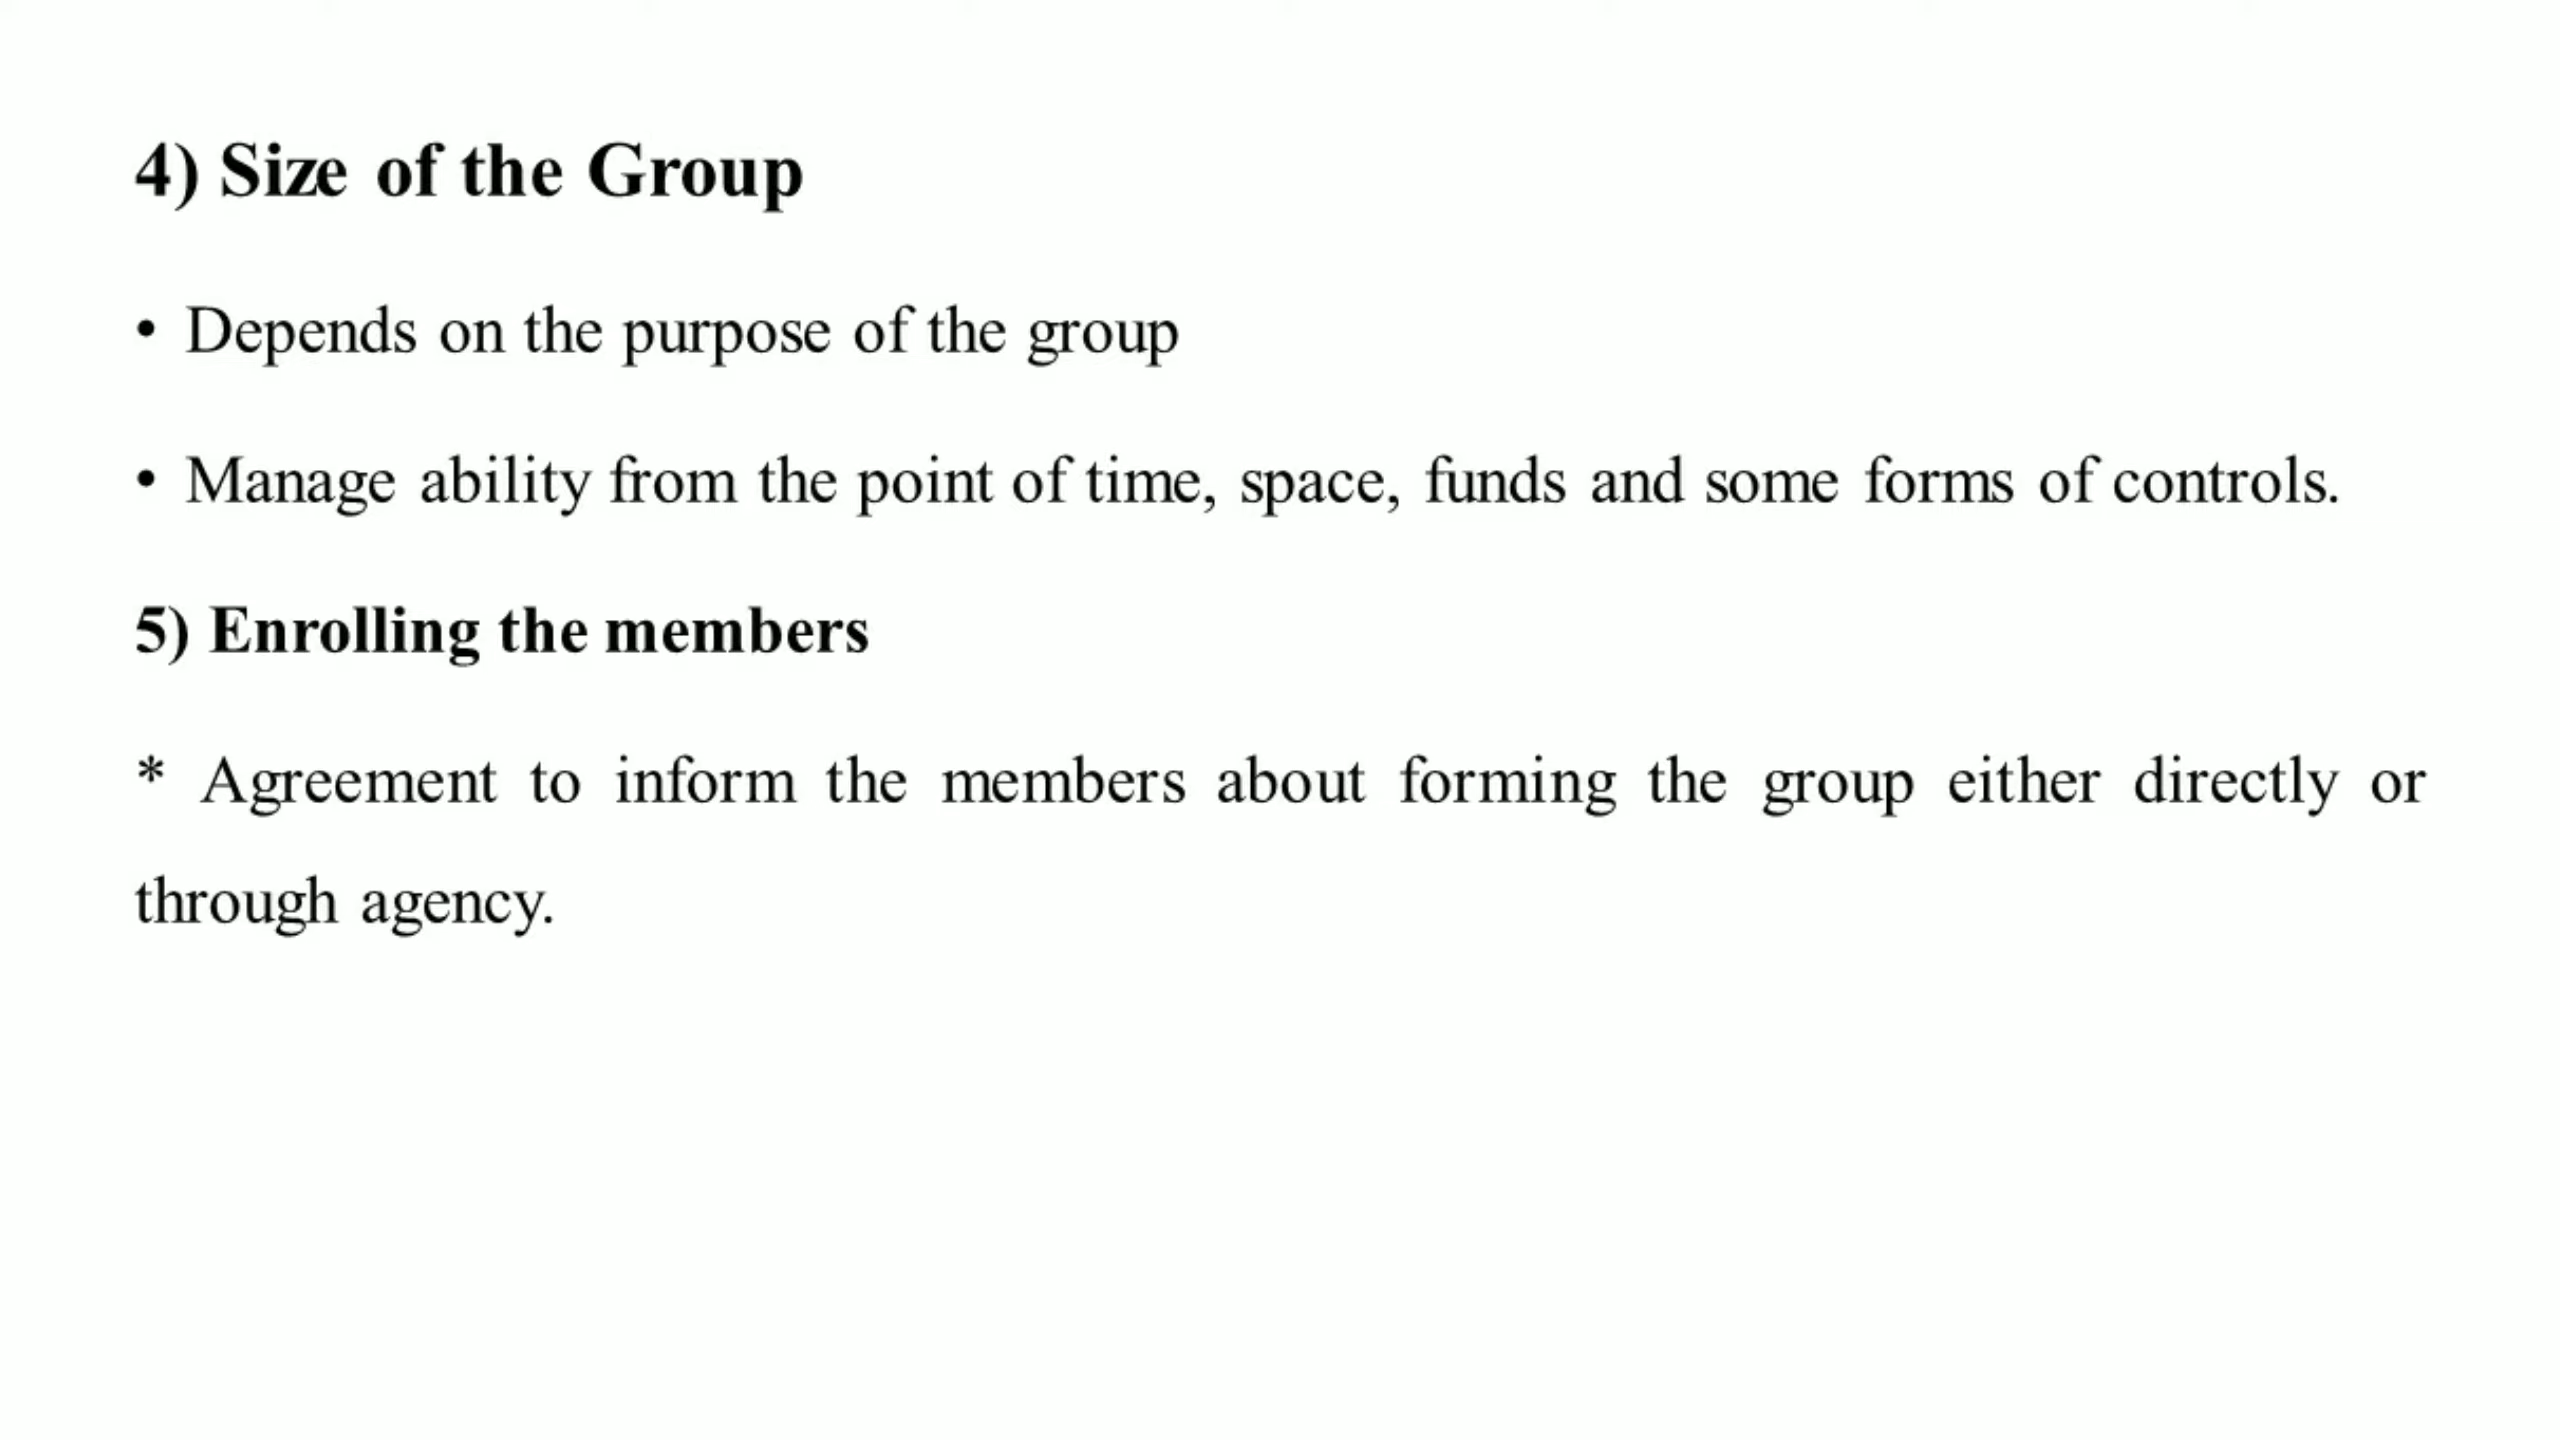 4) Size of the Group
• Depends on the purpose of the group
• Manage ability from the point of time, space, funds and some forms of controls.
5) Enrolling the members
* Agreement to inform the members about forming the group either directly or
through agency.